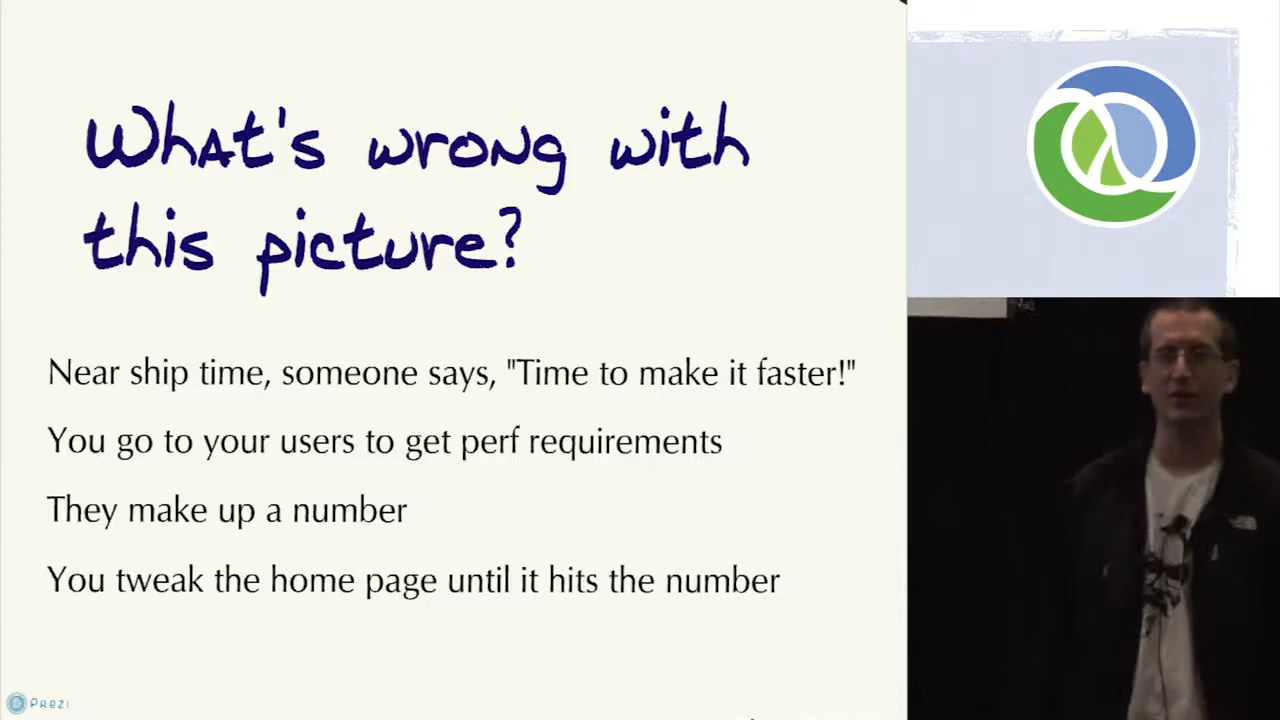 What's wrong with
this picture?
Near ship time, someone says, "Time to make it faster!"
You go to your users to get perf requirements
They make up a number
You tweak the home page until it hits the number
Prezi